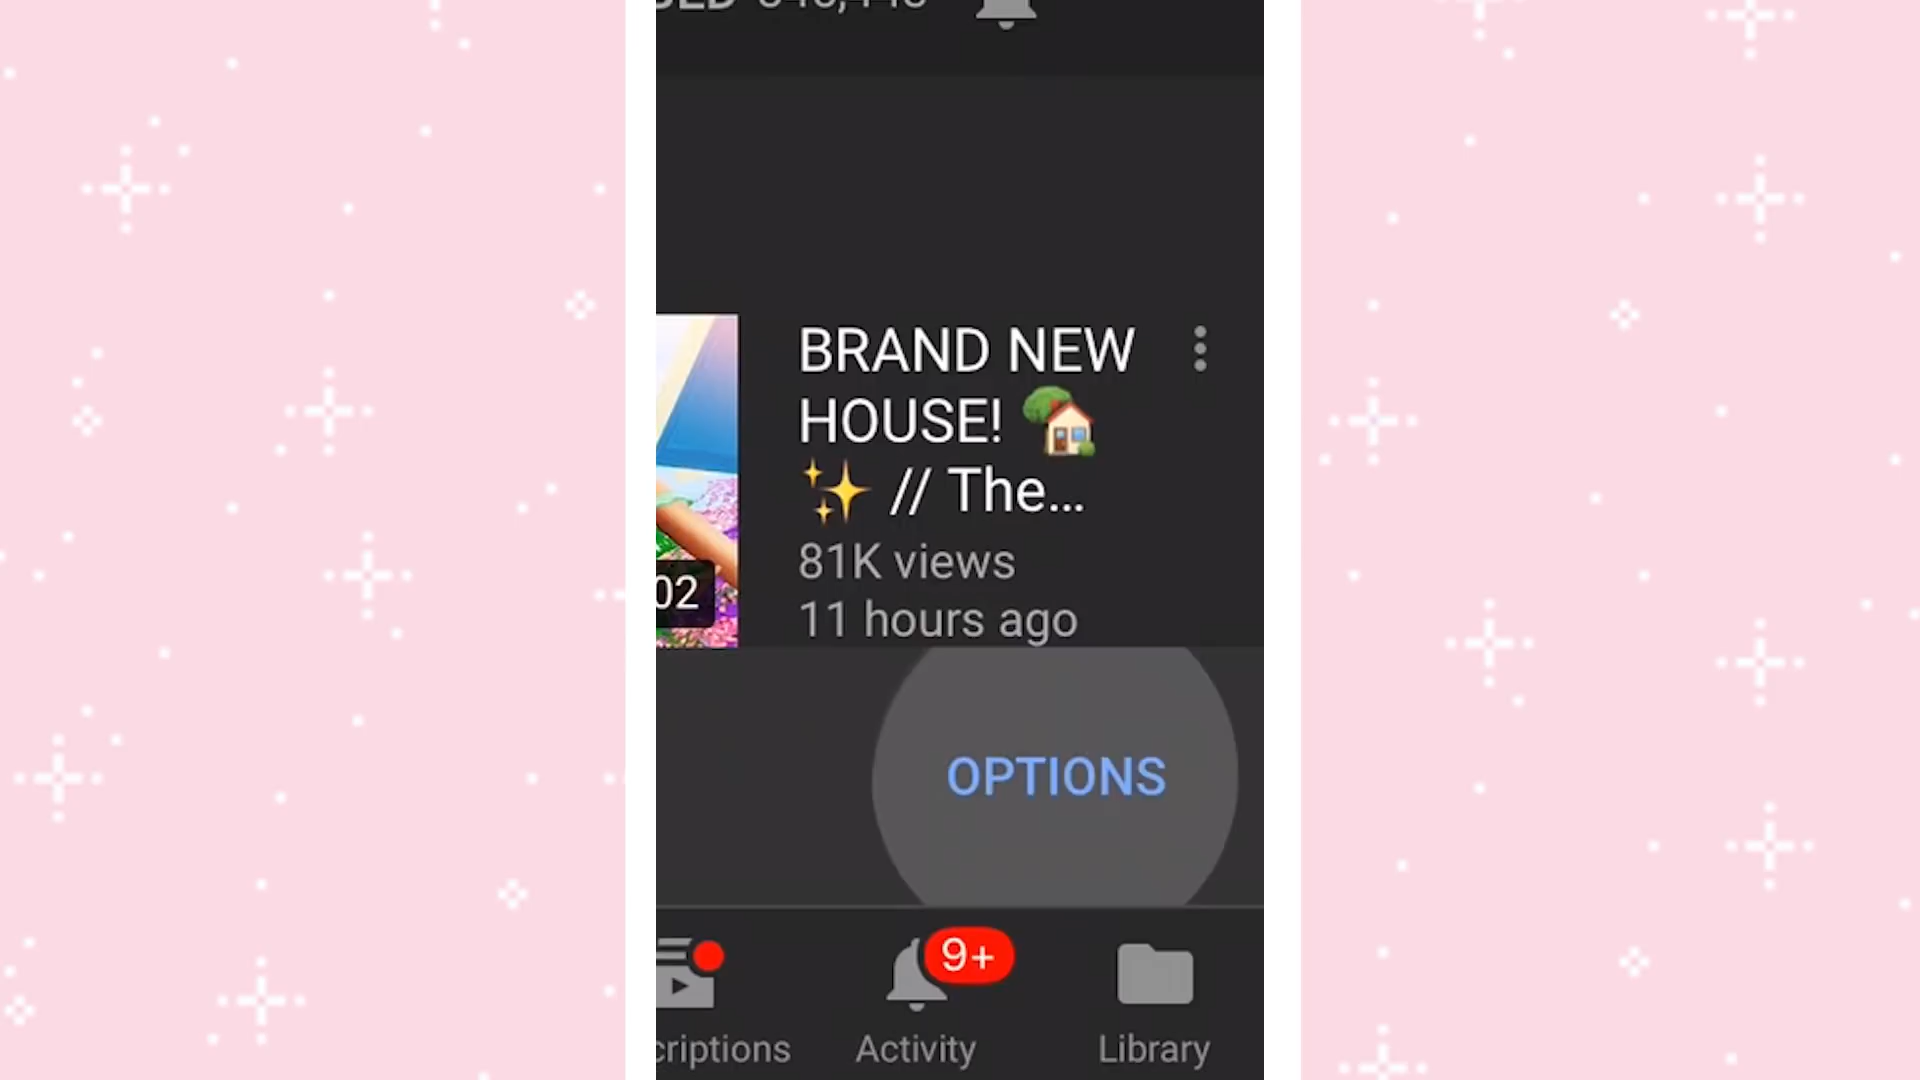 BRAND NEW
HOUSE! 🏡
✨ // The...
81K views
11 hours ago
02
OPTIONS
9+
criptions
Activity
Library